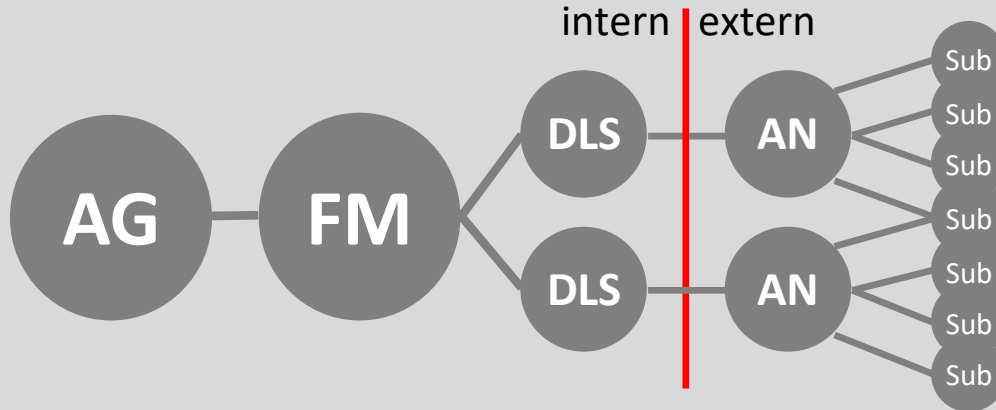 intern extern
AG
FM
DLS
DLS
AN
AN
Sub
Sub
Sub
Sub
Sub
Sub
Sub